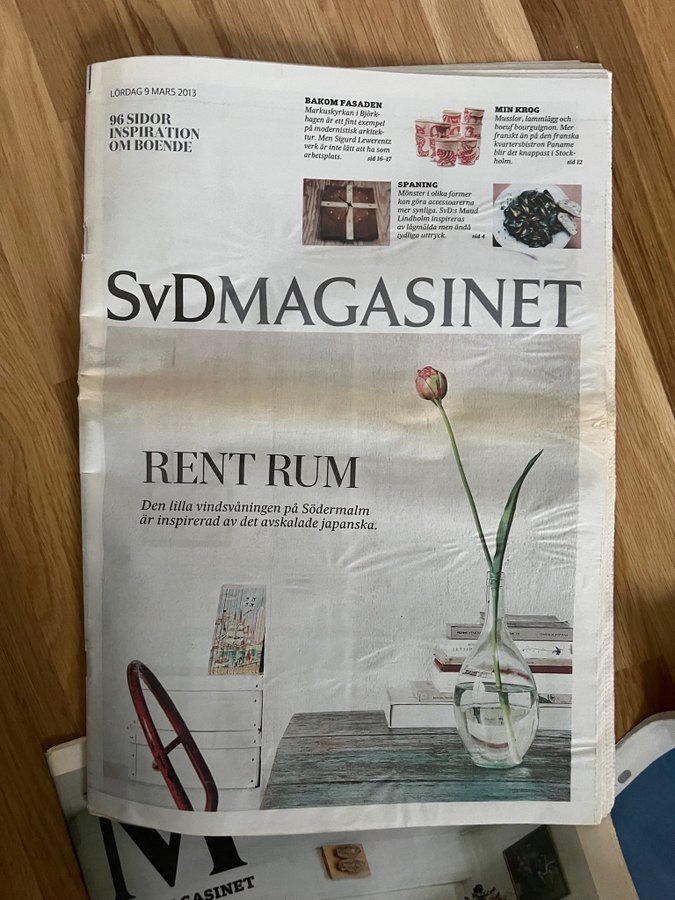 LÖRDAG 9 MARS 2013
96 SIDOR
INSPIRATION
OM BOENDE
BAKOM FASADEN
Markuskyrkan i Björk-
hagen är ett fint exempel
på modernistisk arkitek-
tur. Men Sigurd Lewerentz
verk är inte lätt att ha som
arbetsplats. sid 16–17
MIN KROG
Musslor, lammlägg och
boeuf bourguignon. Mer
franskt än på den franska
kvartersbistron Paname
blir det knappast i Stock-
holm. sid 12
SPANING
Mönster i olika former
kan göra accessoarerna
mer synliga. SvD:s Maud
Lindholm inspireras
av lågmälda men ändå
tydliga uttryck. sid 4
SvDMAGASINET
RENT RUM
Den lilla vindsvåningen på Södermalm
är inspirerad av det avskalade japanska.
M
GASINET